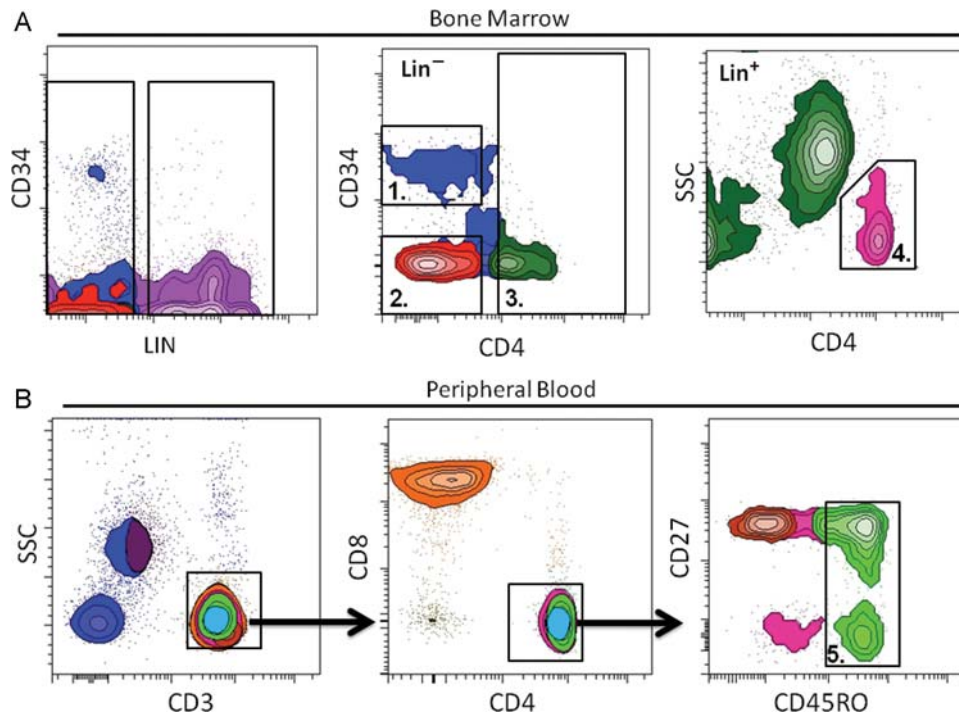 A
Bone Marrow
CD34
LIN
Lin⁻
CD34
1.
2.
3.
CD4
Lin⁺
SSC
4.
CD4
B
Peripheral Blood
SSC
CD3
CD8
CD4
CD27
5.
CD45RO